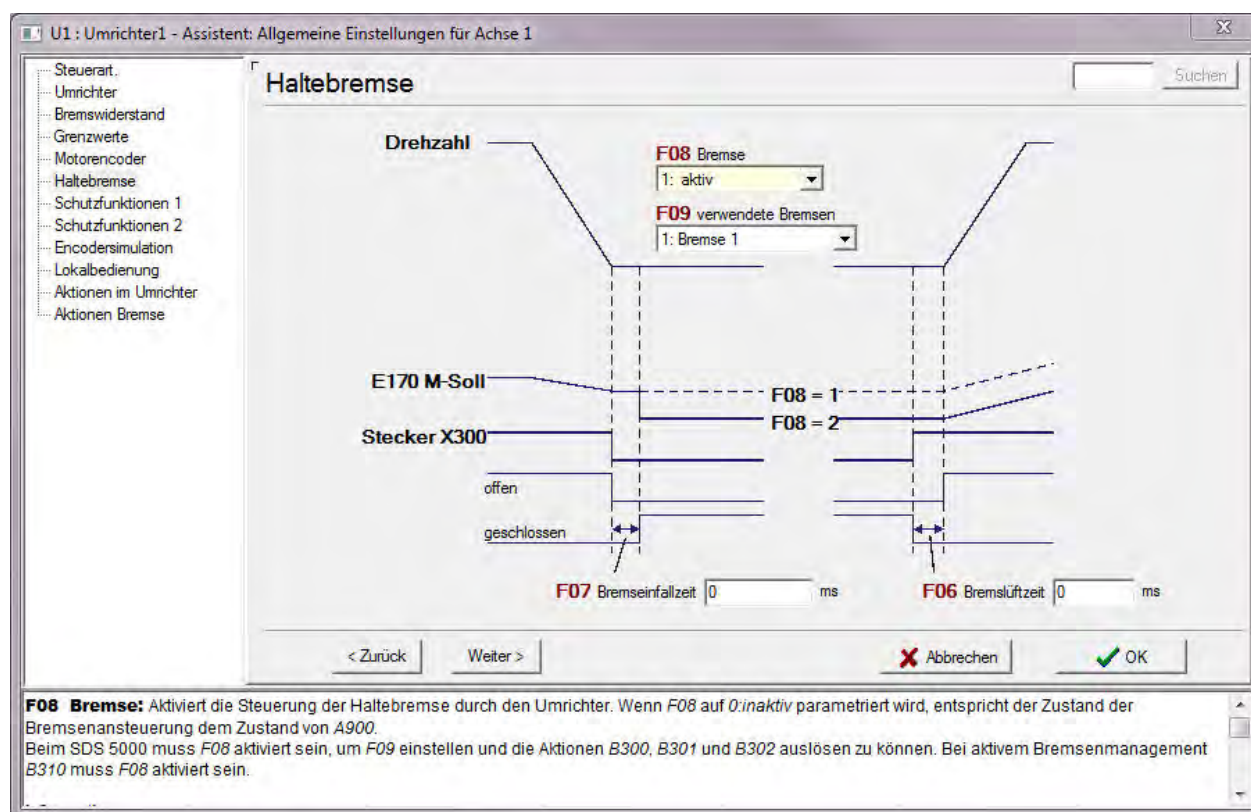 U1 : Umrichter1 - Assistent: Allgemeine Einstellungen für Achse 1
Steuerart.
Umrichter
Bremswiderstand
Grenzwerte
Motorencoder
Haltebremse
Schutzfunktionen 1
Schutzfunktionen 2
Encodersimulation
Lokalbedienung
Aktionen im Umrichter
Aktionen Bremse
Haltebremse
Suchen
Drehzahl
F08 Bremse
1: aktiv
F09 verwendete Bremsen
1: Bremse 1
E170 M-Soll
F08 = 1
F08 = 2
Stecker X300
offen
geschlossen
F07 Bremseinfallzeit 0 ms
F06 Bremslüftzeit 0 ms
< Zurück
Weiter >
Abbrechen
OK
F08 Bremse: Aktiviert die Steuerung der Haltebremse durch den Umrichter. Wenn F08 auf 0:inaktiv parametriert wird, entspricht der Zustand der
Bremsenansteuerung dem Zustand von A900.
Beim SDS 5000 muss F08 aktiviert sein, um F09 einstellen und die Aktionen B300, B301 und B302 auslösen zu können. Bei aktivem Bremsenmanagement
B310 muss F08 aktiviert sein.